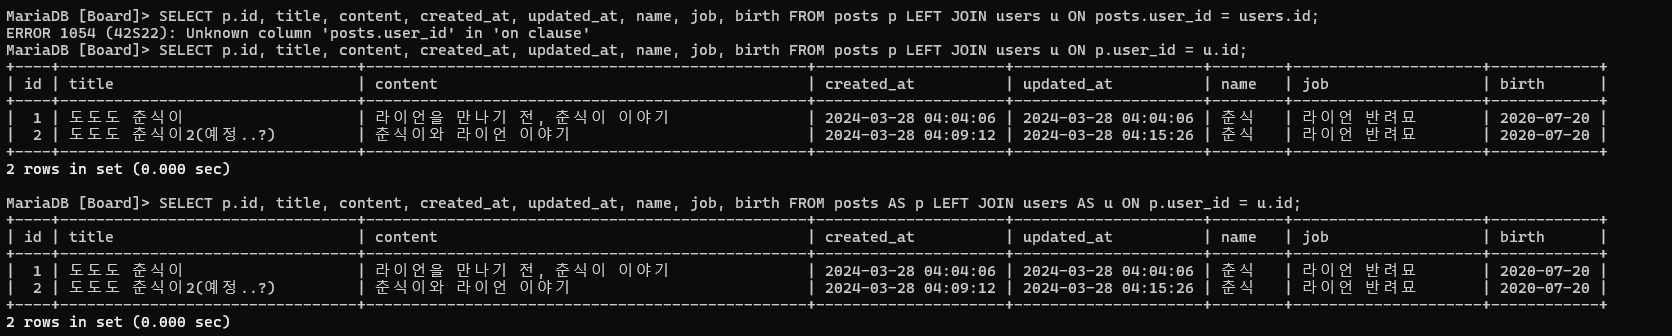 MariaDB [Board]> SELECT p.id, title, content, created_at, updated_at, name, job, birth FROM posts p LEFT JOIN users u ON posts.user_id = users.id;
ERROR 1054 (42S22): Unknown column 'posts.user_id' in 'on clause'
MariaDB [Board]> SELECT p.id, title, content, created_at, updated_at, name, job, birth FROM posts p LEFT JOIN users u ON p.user_id = u.id;
| id | title | content | created_at | updated_at | name | job | birth |
| 1 | 도도도 춘식이 | 라이언을 만나기 전, 춘식이 이야기 | 2024-03-28 04:04:06 | 2024-03-28 04:04:06 | 춘식 | 라이언 반려묘 | 2020-07-20 |
| 2 | 도도도 춘식이2(예정..?) | 춘식이와 라이언 이야기 | 2024-03-28 04:09:12 | 2024-03-28 04:15:26 | 춘식 | 라이언 반려묘 | 2020-07-20 |
2 rows in set (0.000 sec)
MariaDB [Board]> SELECT p.id, title, content, created_at, updated_at, name, job, birth FROM posts AS p LEFT JOIN users AS u ON p.user_id = u.id;
| id | title | content | created_at | updated_at | name | job | birth |
| 1 | 도도도 춘식이 | 라이언을 만나기 전, 춘식이 이야기 | 2024-03-28 04:04:06 | 2024-03-28 04:04:06 | 춘식 | 라이언 반려묘 | 2020-07-20 |
| 2 | 도도도 춘식이2(예정..?) | 춘식이와 라이언 이야기 | 2024-03-28 04:09:12 | 2024-03-28 04:15:26 | 춘식 | 라이언 반려묘 | 2020-07-20 |
2 rows in set (0.000 sec)